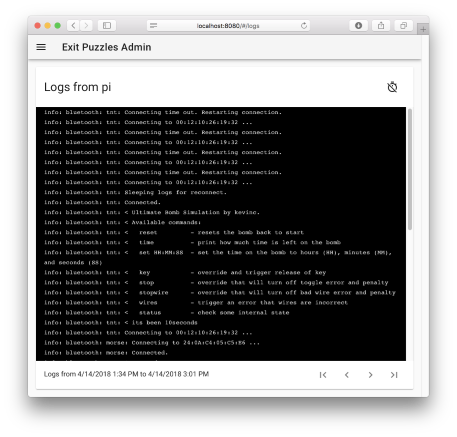 localhost:8080/#/logs
Exit Puzzles Admin
Logs from pi
info: bluetooth: tnt: Connecting time out. Restarting connection.
info: bluetooth: tnt: Connecting to 00:12:10:26:19:32 ...
info: bluetooth: tnt: Connecting time out. Restarting connection.
info: bluetooth: tnt: Connecting to 00:12:10:26:19:32 ...
info: bluetooth: tnt: Connecting time out. Restarting connection.
info: bluetooth: tnt: Connecting to 00:12:10:26:19:32 ...
info: bluetooth: tnt: Connecting time out. Restarting connection.
info: bluetooth: tnt: Connecting to 00:12:10:26:19:32 ...
info: bluetooth: tnt: Sleeping logs for reconnect.
info: bluetooth: tnt: Connected.
info: bluetooth: tnt: < Ultimate Bomb Simulation by kevinc.
info: bluetooth: tnt: < Available commands:
info: bluetooth: tnt: < reset - resets the bomb back to start
info: bluetooth: tnt: < time - print how much time is left on the bomb
info: bluetooth: tnt: < set HH:MM:SS - set the time on the bomb to hours (HH), minutes (MM),
and seconds (SS)
info: bluetooth: tnt: < key - override and trigger release of key
info: bluetooth: tnt: < stop - override that will turn off toggle error and penalty
info: bluetooth: tnt: < stopwire - override that will turn off bad wire error and penalty
info: bluetooth: tnt: < wires - trigger an error that wires are incorrect
info: bluetooth: tnt: < status - check some internal state
info: bluetooth: tnt: < its been 10seconds
info: bluetooth: tnt: Connecting to 00:12:10:26:19:32 ...
info: bluetooth: morse: Connecting to 24:0A:C4:05:C5:B6 ...
info: bluetooth: morse: Connected.
Logs from 4/14/2018 1:34 PM to 4/14/2018 3:01 PM